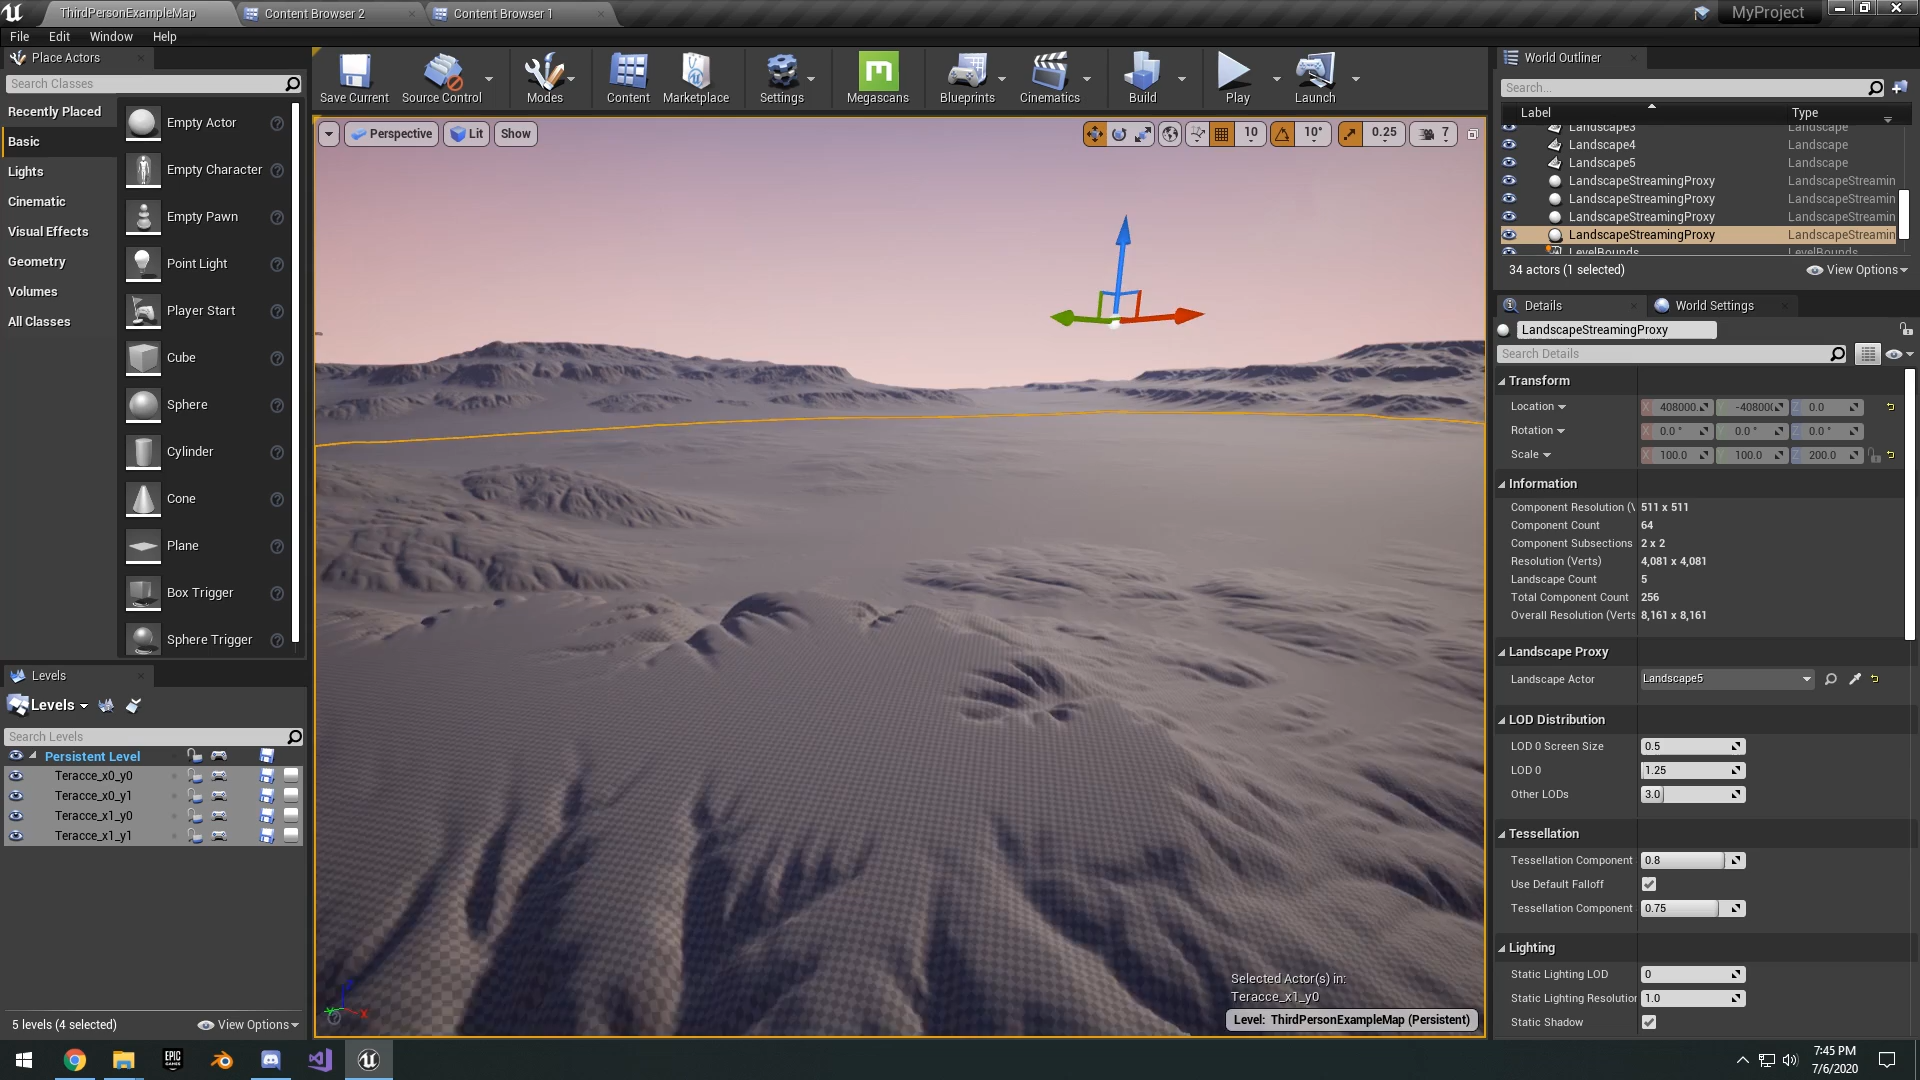 ThirdPersonExampleMap
Content Browser 2
Content Browser 1
MyProject
File
Edit
Window
Help
Place Actors
Search Classes
Recently Placed
Basic
Lights
Cinematic
Visual Effects
Geometry
Volumes
All Classes
Empty Actor
Empty Character
Empty Pawn
Point Light
Player Start
Cube
Sphere
Cylinder
Cone
Plane
Box Trigger
Sphere Trigger
Levels
Levels
Search Levels
Persistent Level
Teracce_x0_y0
Teracce_x0_y1
Teracce_x1_y0
Teracce_x1_y1
5 levels (4 selected)
View Options
Save Current
Source Control
Modes
Content
Marketplace
Settings
Megascans
Blueprints
Cinematics
Build
Play
Launch
Perspective
Lit
Show
10
10°
0.25
7
Selected Actor(s) in:
Teracce_x1_y0
Level: ThirdPersonExampleMap (Persistent)
World Outliner
Search...
Label
Type
Landscape3 Landscape
Landscape4 Landscape
Landscape5 Landscape
LandscapeStreamingProxy LandscapeStreamin
LandscapeStreamingProxy LandscapeStreamin
LandscapeStreamingProxy LandscapeStreamin
LandscapeStreamingProxy LandscapeStreamin
LevelBounds LevelBounds
34 actors (1 selected)
View Options
Details
World Settings
LandscapeStreamingProxy
Search Details
Transform
Location X 408000. Y -40800( Z 0.0
Rotation X 0.0 ° Y 0.0 ° Z 0.0 °
Scale X 100.0 Y 100.0 Z 200.0
Information
Component Resolution (V 511 x 511
Component Count 64
Component Subsections 2 x 2
Resolution (Verts) 4,081 x 4,081
Landscape Count 5
Total Component Count 256
Overall Resolution (Verts 8,161 x 8,161
Landscape Proxy
Landscape Actor Landscape5
LOD Distribution
LOD 0 Screen Size 0.5
LOD 0 1.25
Other LODs 3.0
Tessellation
Tessellation Component 0.8
Use Default Falloff
Tessellation Component 0.75
Lighting
Static Lighting LOD 0
Static Lighting Resolution 1.0
Static Shadow
EPIC GAMES
7:45 PM
7/6/2020